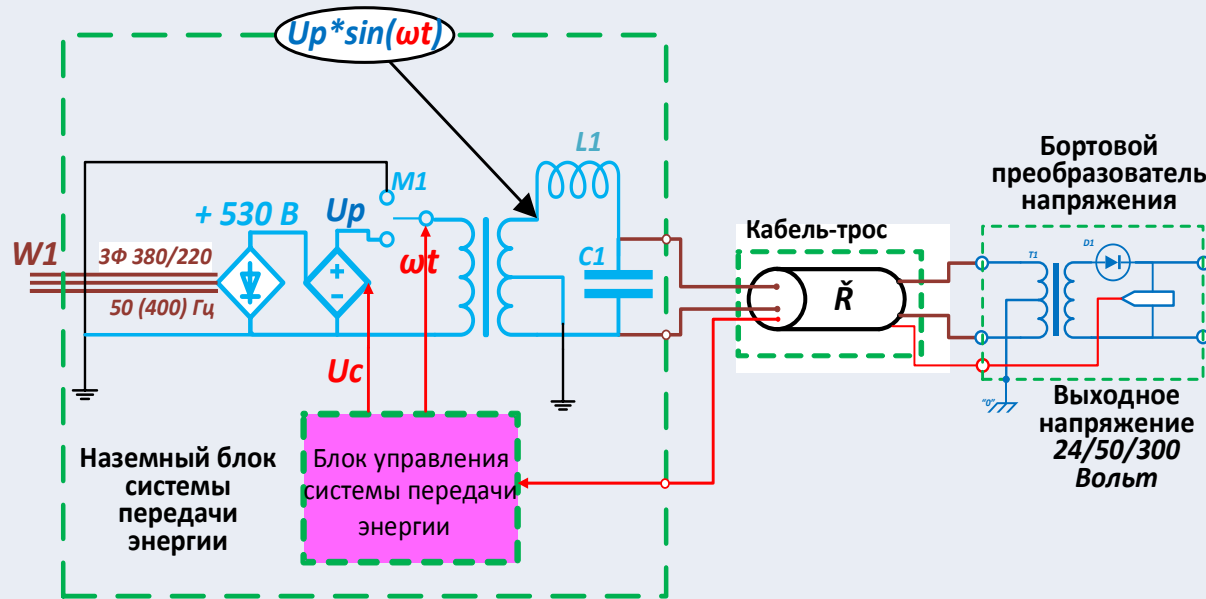 Up*sin(ωt)
L1
M1
+ 530 В
Up
W1
3Ф 380/220
50 (400) Гц
ωt
C1
Uc
Блок управления
системы передачи
энергии
Наземный блок
системы
передачи
энергии
Кабель-трос
Ř
Бортовой
преобразователь
напряжения
T1
D1
"0"
Выходное
напряжение
24/50/300
Вольт